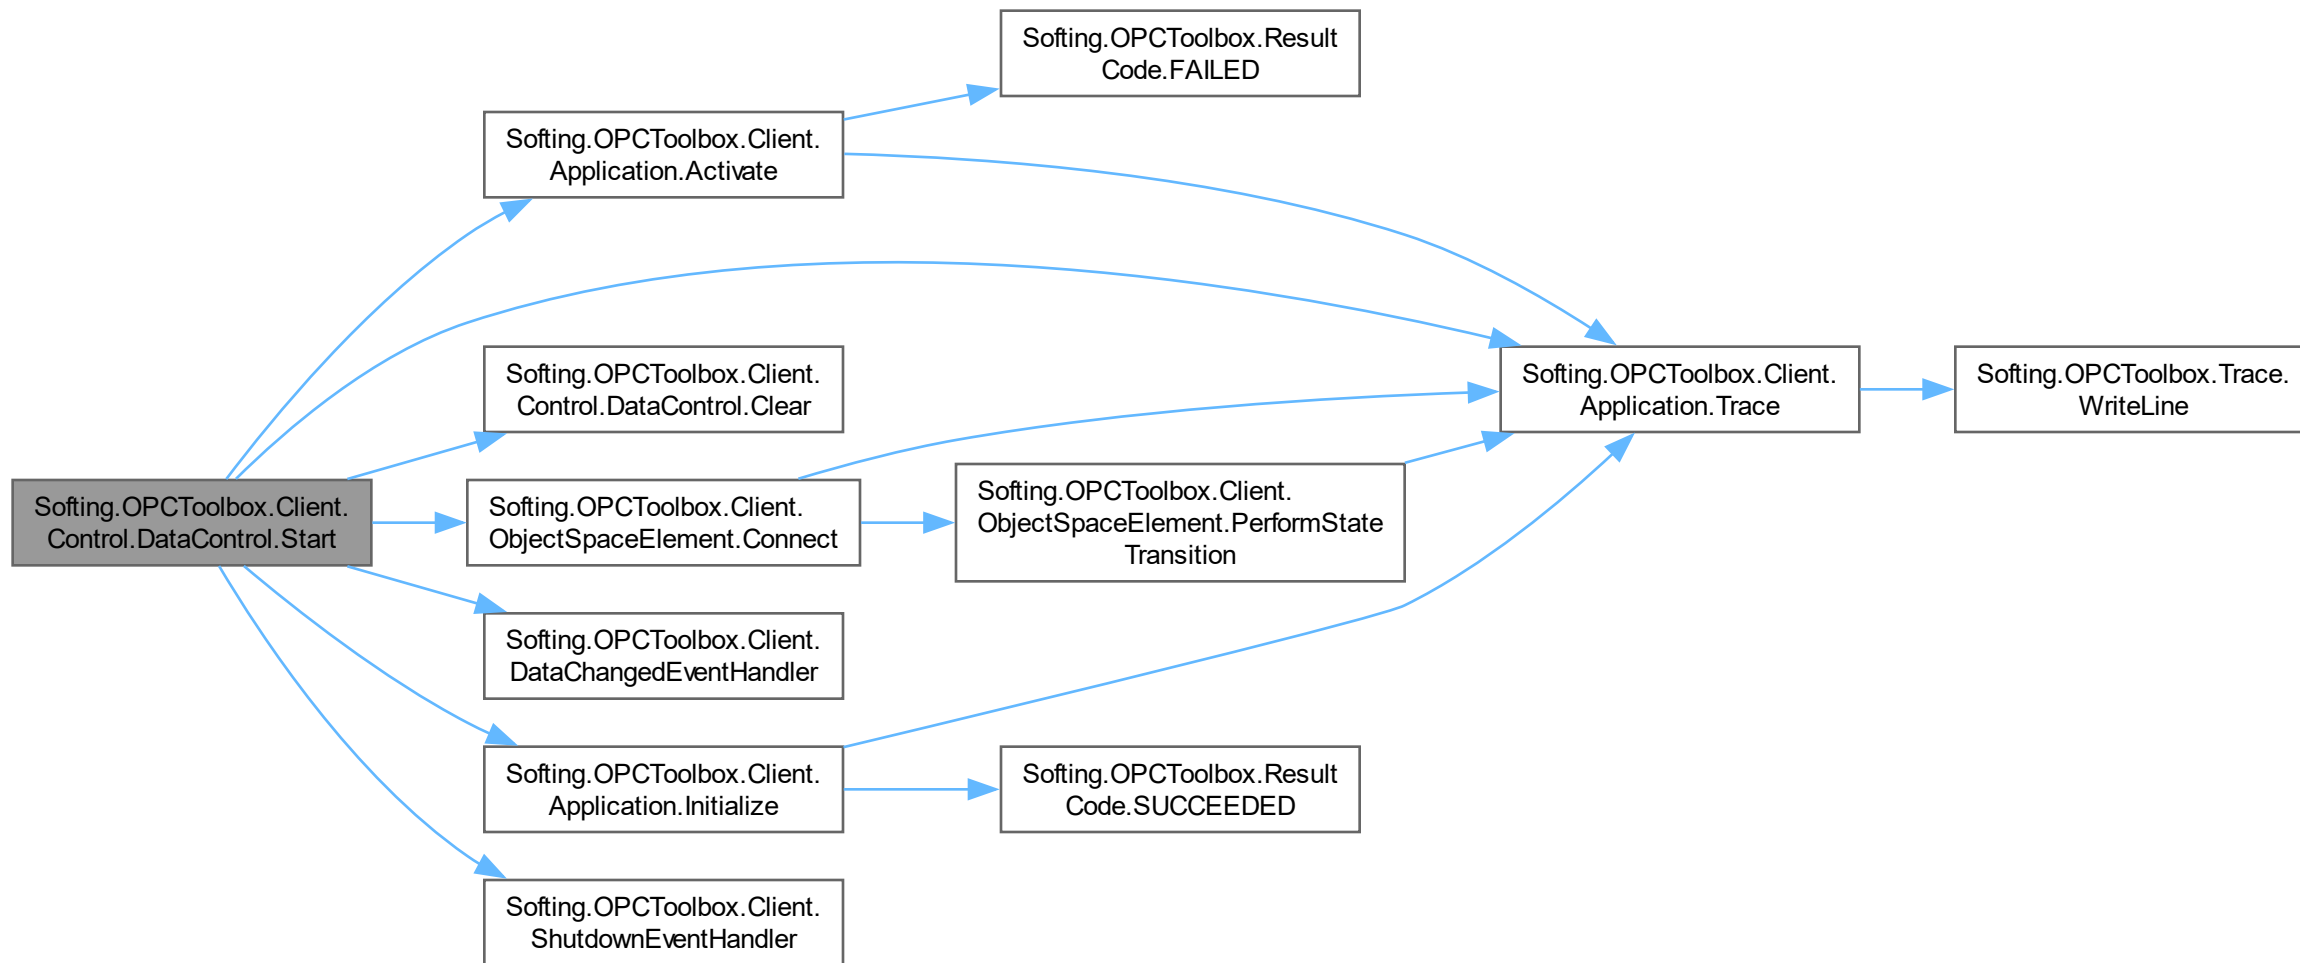 Softing.OPCToolbox.Result
Code.FAILED
Softing.OPCToolbox.Client.
Application.Activate
Softing.OPCToolbox.Client.
Control.DataControl.Clear
Softing.OPCToolbox.Client.
Application.Trace
Softing.OPCToolbox.Trace.
WriteLine
Softing.OPCToolbox.Client.
Control.DataControl.Start
Softing.OPCToolbox.Client.
ObjectSpaceElement.Connect
Softing.OPCToolbox.Client.
ObjectSpaceElement.PerformState
Transition
Softing.OPCToolbox.Client.
DataChangedEventHandler
Softing.OPCToolbox.Client.
Application.Initialize
Softing.OPCToolbox.Result
Code.SUCCEEDED
Softing.OPCToolbox.Client.
ShutdownEventHandler